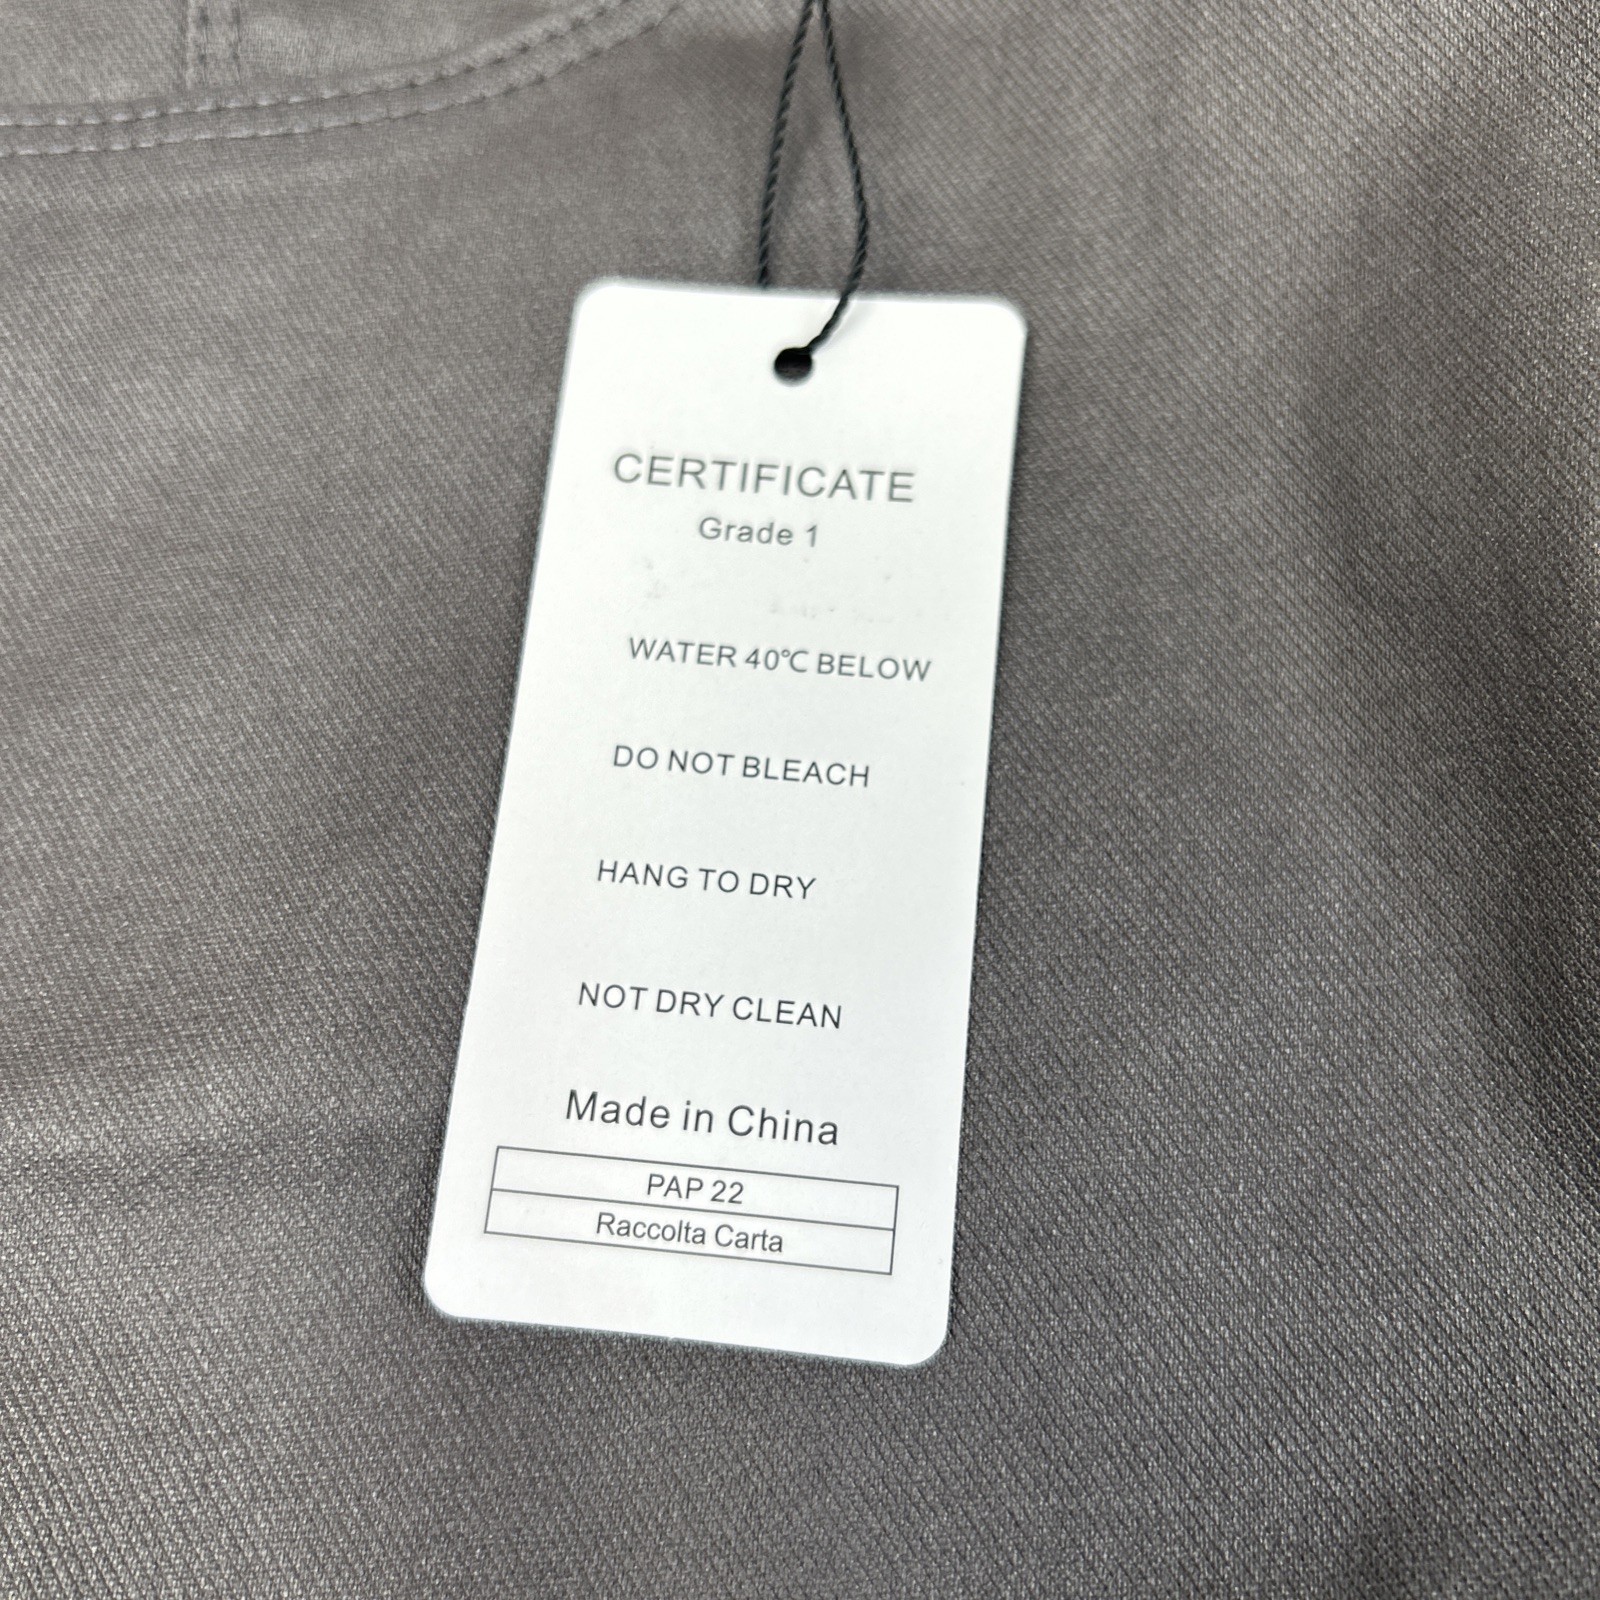 CERTIFICATE
Grade 1
WATER 40℃ BELOW
DO NOT BLEACH
HANG TO DRY
NOT DRY CLEAN
Made in China
PAP 22
Raccolta Carta